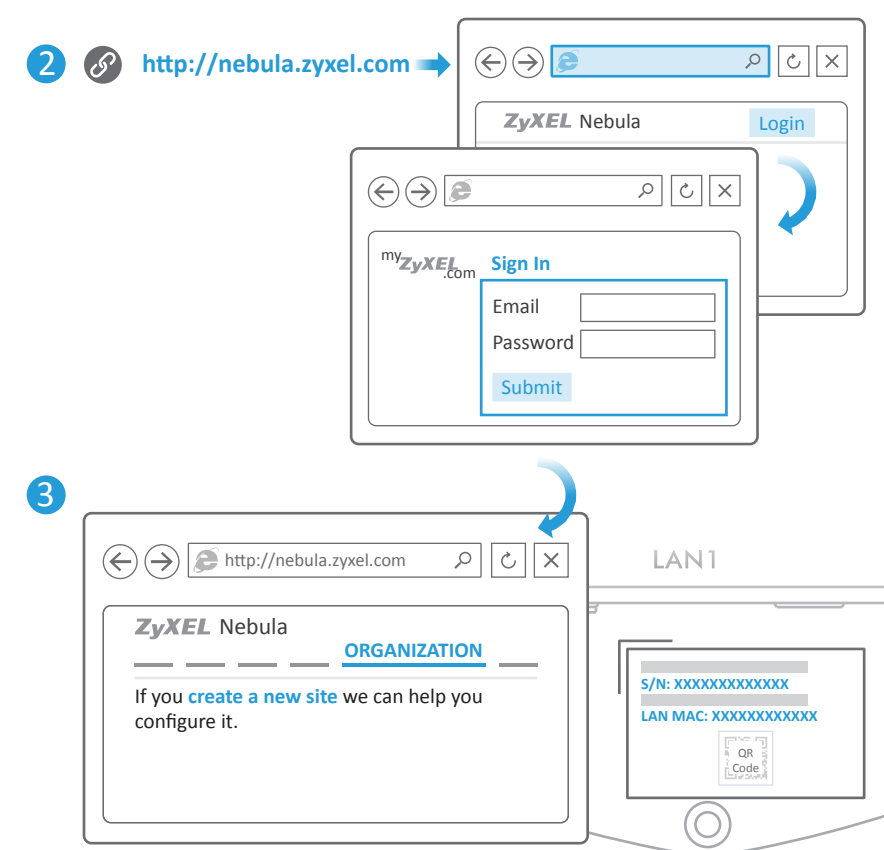 2
http://nebula.zyxel.com
ZyXEL Nebula
Login
myZyXEL.com
Sign In
Email
Password
Submit
3
http://nebula.zyxel.com
ZyXEL Nebula
ORGANIZATION
If you create a new site we can help you
configure it.
LAN1
S/N: XXXXXXXXXXXXX
LAN MAC: XXXXXXXXXXXX
QR
Code